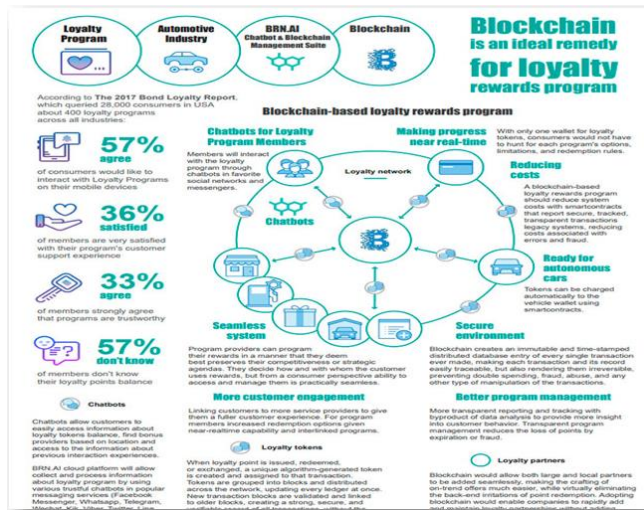 Loyalty
Program
Automotive
Industry
BRN.AI
Chatbot & Blockchain
Management Suite
Blockchain
Blockchain
is an ideal remedy
for loyalty
rewards program
According to The 2017 Bond Loyalty Report,
which queried 28,000 consumers in USA
about 400 loyalty programs
across all industries:
57%
agree
of consumers would like to
interact with Loyalty Programs
on their mobile devices
36%
satisfied
of members are very satisfied
with their program's customer
support experience
33%
agree
of members strongly agree
that programs are trustworthy
57%
don't know
of members don't know
their loyalty points balance
Chatbots
Chatbots allow customers to
easily access information about
loyalty tokens balance, find bonus
providers based on location and
access to the information about
previous interaction experiences.
BRN.AI cloud platform will allow
collect and process information
about loyalty program by using
various trusted chatbots in popular
messaging services (Facebook
Messenger, Whatsapp, Telegram,
Blockchain-based loyalty rewards program
Chatbots for Loyalty
Program Members
Members will interact
with the loyalty
program through
chatbots in favorite
social networks and
messengers.
Making progress
near real-time
With only one wallet for loyalty
tokens, consumers would not have
to hunt for each program's options,
limitations, and redemption rules.
Loyalty network
Chatbots
Reducing
costs
A blockchain-based
loyalty rewards program
should reduce system
costs with smartcontracts
that report secure, tracked,
transparent transactions
legacy systems, reducing
costs associated with
errors and fraud.
Ready for
autonomous
cars
Tokens can be charged
automatically to the
vehicle wallet using
smartcontracts.
Seamless
system
Program providers can program
their rewards in a manner that they deem
best preserves their competitiveness or strategic
agendas. They decide how and with whom the customer
uses rewards, but from a consumer perspective ability to
access and manage them is practically seamless.
Secure
environment
Blockchain creates an immutable and time-stamped
distributed database entry of every single transaction
ever made, making each transaction and its record
easily traceable, but also rendering them irreversible,
preventing double spending, fraud, abuse, and any
other type of manipulation of the transactions.
More customer engagement
Linking customers to more service providers to give
them a fuller customer experience. For program
members increased redemption options given
near-realtime capability and interlinked programs.
Better program management
More transparent reporting and tracking with
byproduct of data analysis to provide more insight
into customer behavior. Transparent program
management reduces the loss of points by
expiration or fraud.
Loyalty tokens
When loyalty point is issued, redeemed,
or exchanged, a unique algorithm-generated token
is created and assigned to that transaction.
Tokens are grouped into blocks and distributed
across the network, updating every ledger at once.
New transaction blocks are validated and linked
to older blocks, creating a strong, secure, and
Loyalty partners
Blockchain would allow both large and local partners
to be added seamlessly, making the crafting of
on-trend offers much easier, while virtually eliminating
the back-end irritations of point redemption. Adopting
blockchain would enable companies to rapidly add